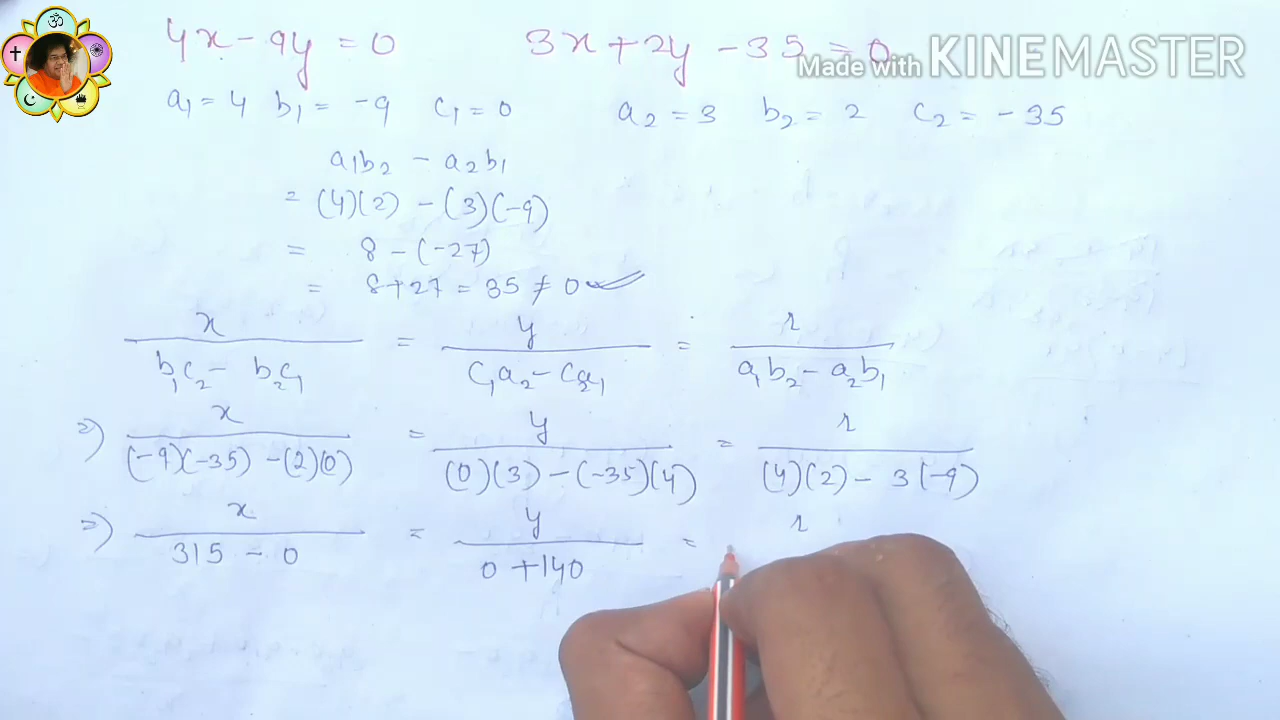 4x - 9y = 0 3x + 2y - 35 = 0
Made with KINEMASTER
a₁ = 4 b₁ = -9 c₁ = 0 a₂ = 3 b₂ = 2 c₂ = -35
a₁b₂ - a₂b₁
= (4)(2) - (3)(-9)
= 8 - (-27)
= 8+27 = 35 ≠ 0 ✓
x / (b₁c₂ - b₂c₁) = y / (c₁a₂ - c₂a₁) = 1 / (a₁b₂ - a₂b₁)
⇒) x / ((-9)(-35) - (2)(0)) = y / ((0)(3) - (-35)(4)) = 1 / ((4)(2) - 3(-9))
⇒) x / (315 - 0) = y / (0 + 140) = 1